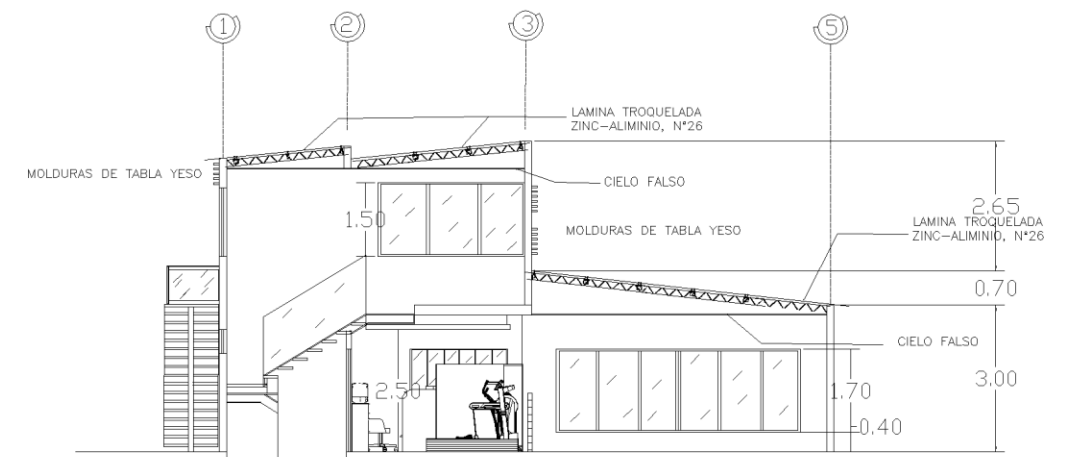 1
2
3
5
LAMINA TROQUELADA
ZINC-ALIMINIO, N°26
MOLDURAS DE TABLA YESO
CIELO FALSO
1.50
2.65
LAMINA TROQUELADA
ZINC-ALIMINIO, N°26
MOLDURAS DE TABLA YESO
0.70
CIELO FALSO
3.00
2.50
1.70
0.40